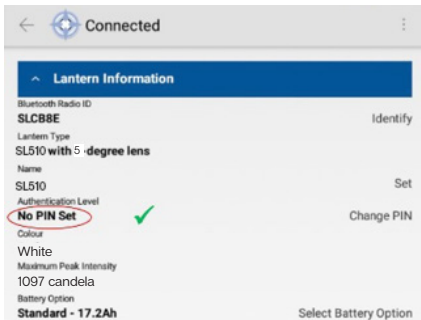 Connected
Lantern Information
Bluetooth Radio ID
SLCB8E Identify
Lantern Type
SL510 with 5 degree lens
Name
SL510 Set
Authentication Level
No PIN Set Change PIN
Colour
White
Maximum Peak Intensity
1097 candela
Battery Option
Standard - 17.2Ah Select Battery Option